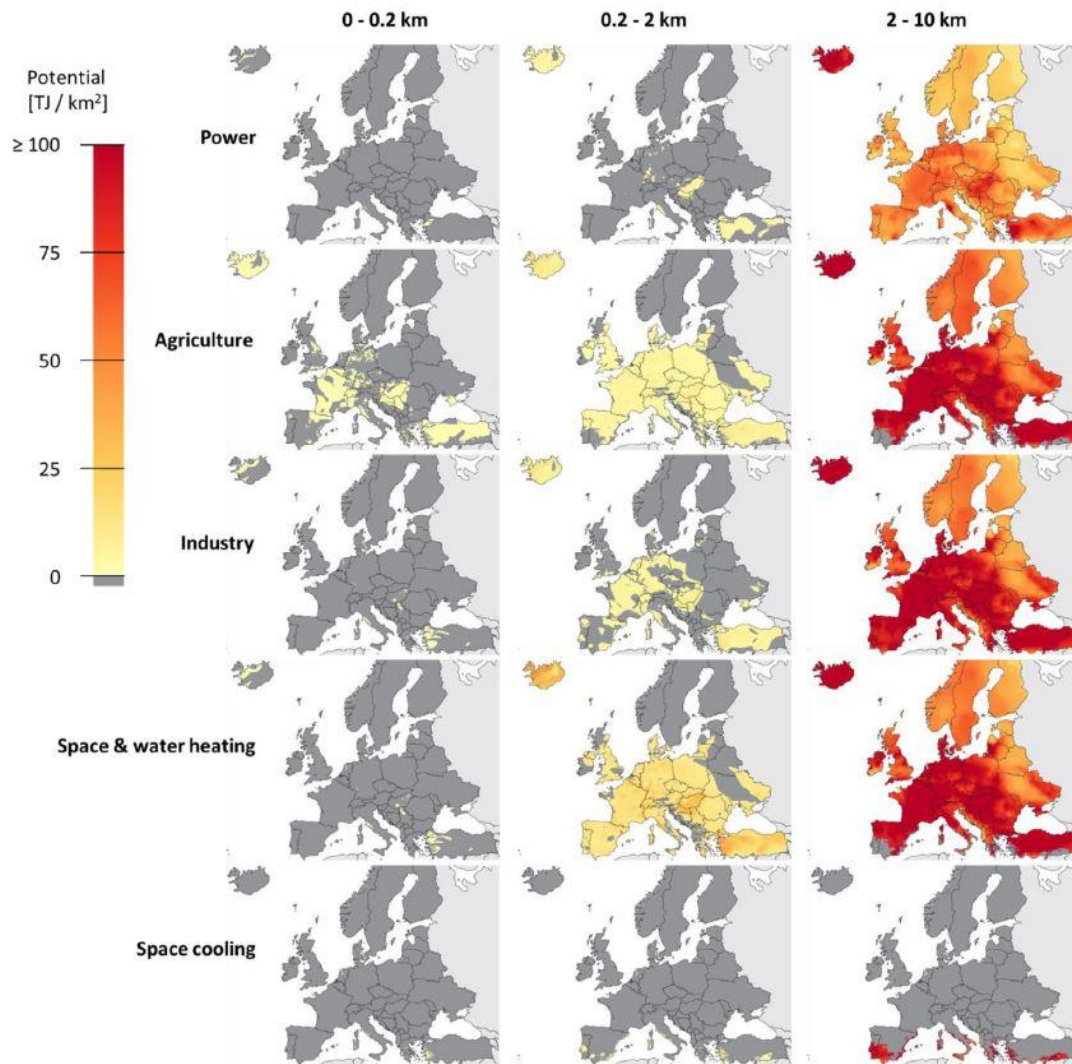 0 - 0.2 km 0.2 - 2 km 2 - 10 km
Potential
[TJ / km²]
≥ 100
75
50
25
0
Power
Agriculture
Industry
Space & water heating
Space cooling